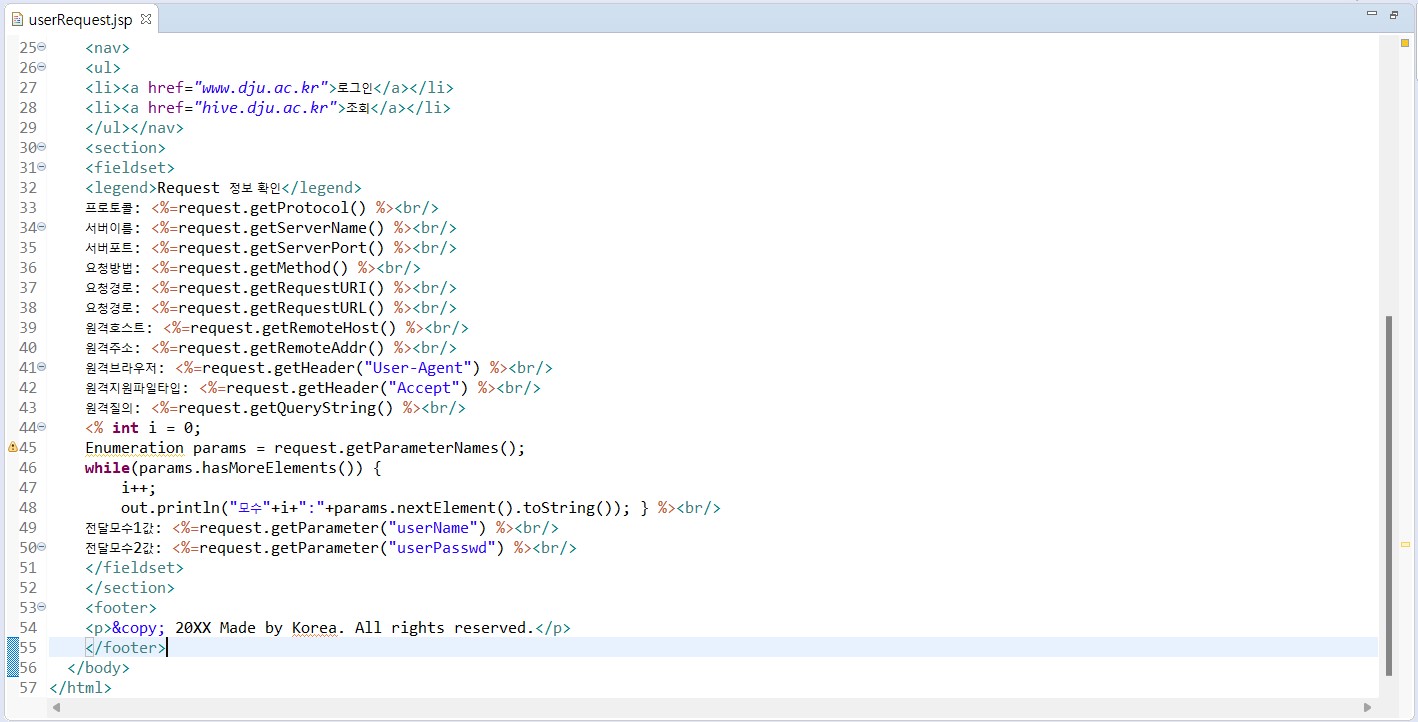 userRequest.jsp
25 <nav>
26 <ul>
27 <li><a href="www.dju.ac.kr">로그인</a></li>
28 <li><a href="hive.dju.ac.kr">조회</a></li>
29 </ul></nav>
30 <section>
31 <fieldset>
32 <legend>Request 정보 확인</legend>
33 프로토콜: <%=request.getProtocol() %><br/>
34 서버이름: <%=request.getServerName() %><br/>
35 서버포트: <%=request.getServerPort() %><br/>
36 요청방법: <%=request.getMethod() %><br/>
37 요청경로: <%=request.getRequestURI() %><br/>
38 요청경로: <%=request.getRequestURL() %><br/>
39 원격호스트: <%=request.getRemoteHost() %><br/>
40 원격주소: <%=request.getRemoteAddr() %><br/>
41 원격브라우저: <%=request.getHeader("User-Agent") %><br/>
42 원격지원파일타입: <%=request.getHeader("Accept") %><br/>
43 원격질의: <%=request.getQueryString() %><br/>
44 <% int i = 0;
45 Enumeration params = request.getParameterNames();
46 while(params.hasMoreElements()) {
47 i++;
48 out.println("모수"+i+":"+params.nextElement().toString()); } %><br/>
49 전달모수1값: <%=request.getParameter("userName") %><br/>
50 전달모수2값: <%=request.getParameter("userPasswd") %><br/>
51 </fieldset>
52 </section>
53 <footer>
54 <p>&copy; 20XX Made by Korea. All rights reserved.</p>
55 </footer>
56 </body>
57 </html>